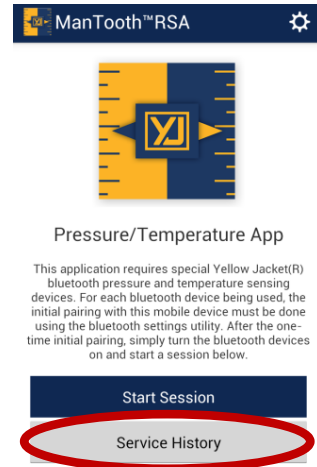 ManTooth™RSA
YJ
Pressure/Temperature App
This application requires special Yellow Jacket(R)
bluetooth pressure and temperature sensing
devices. For each bluetooth device being used, the
initial pairing with this mobile device must be done
using the bluetooth settings utility. After the one-
time initial pairing, simply turn the bluetooth devices
on and start a session below.
Start Session
Service History